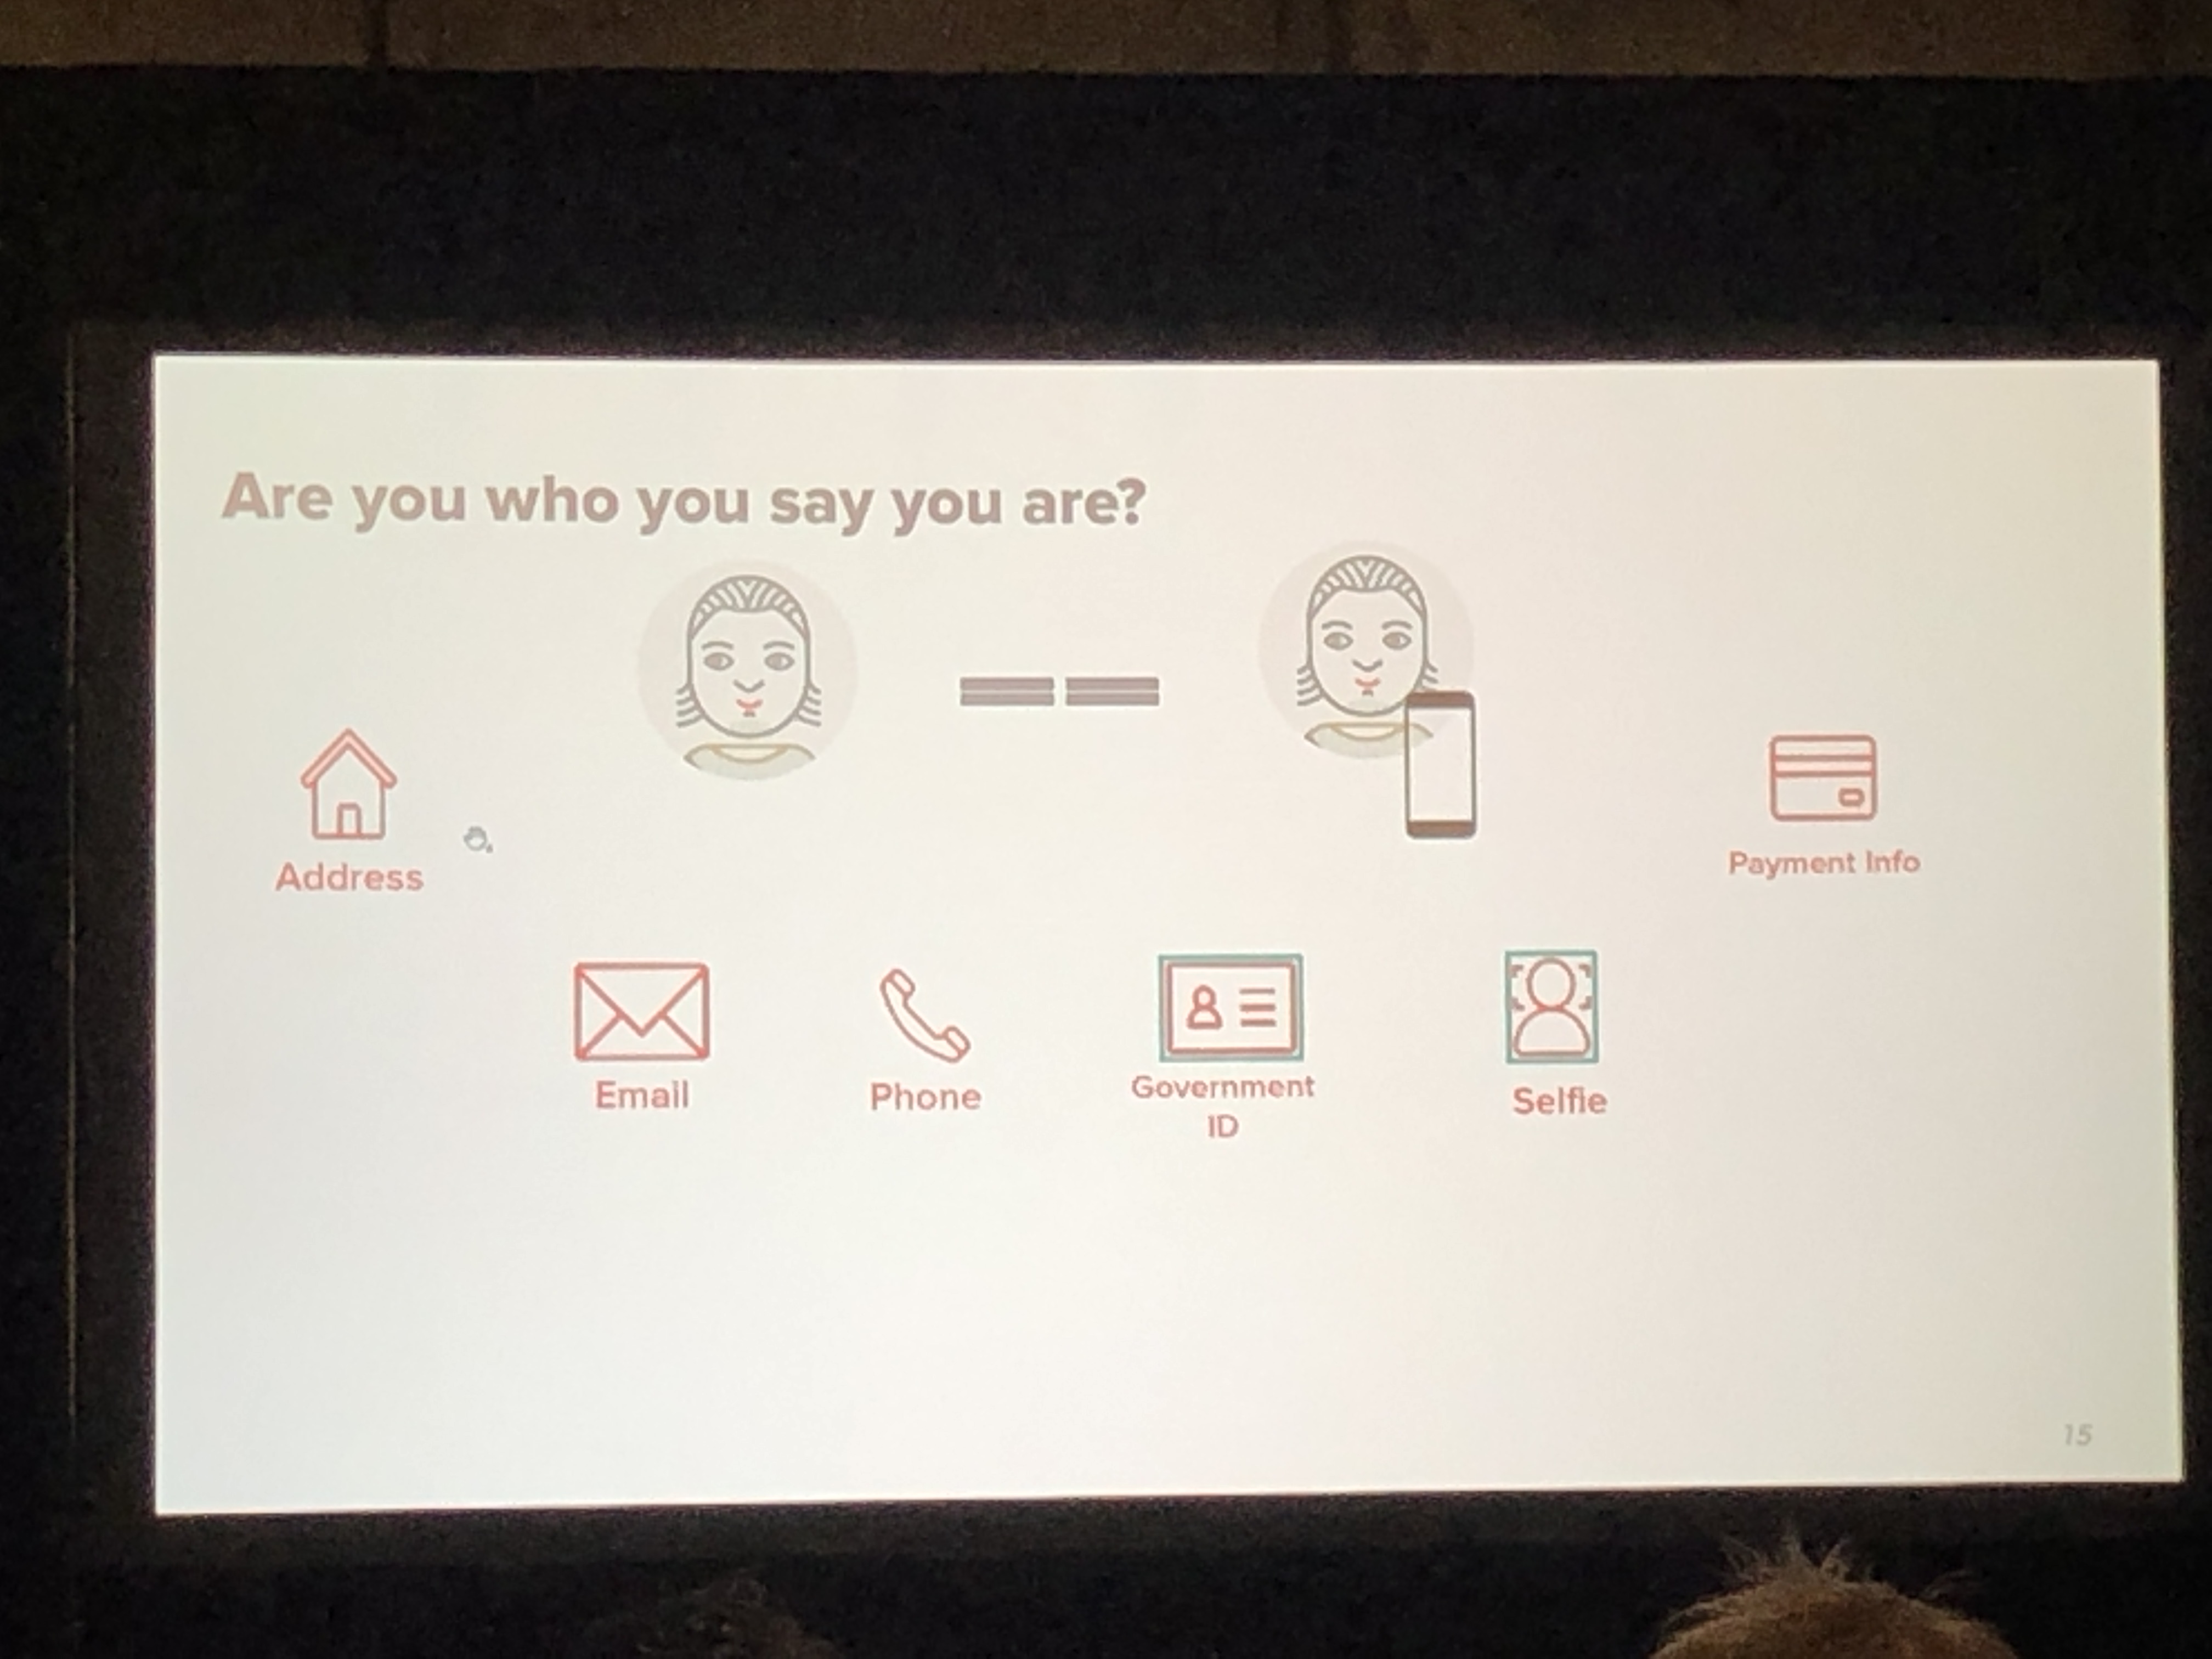 Are you who you say you are?
Address
Payment Info
Email
Phone
Government
ID
Selfie
15